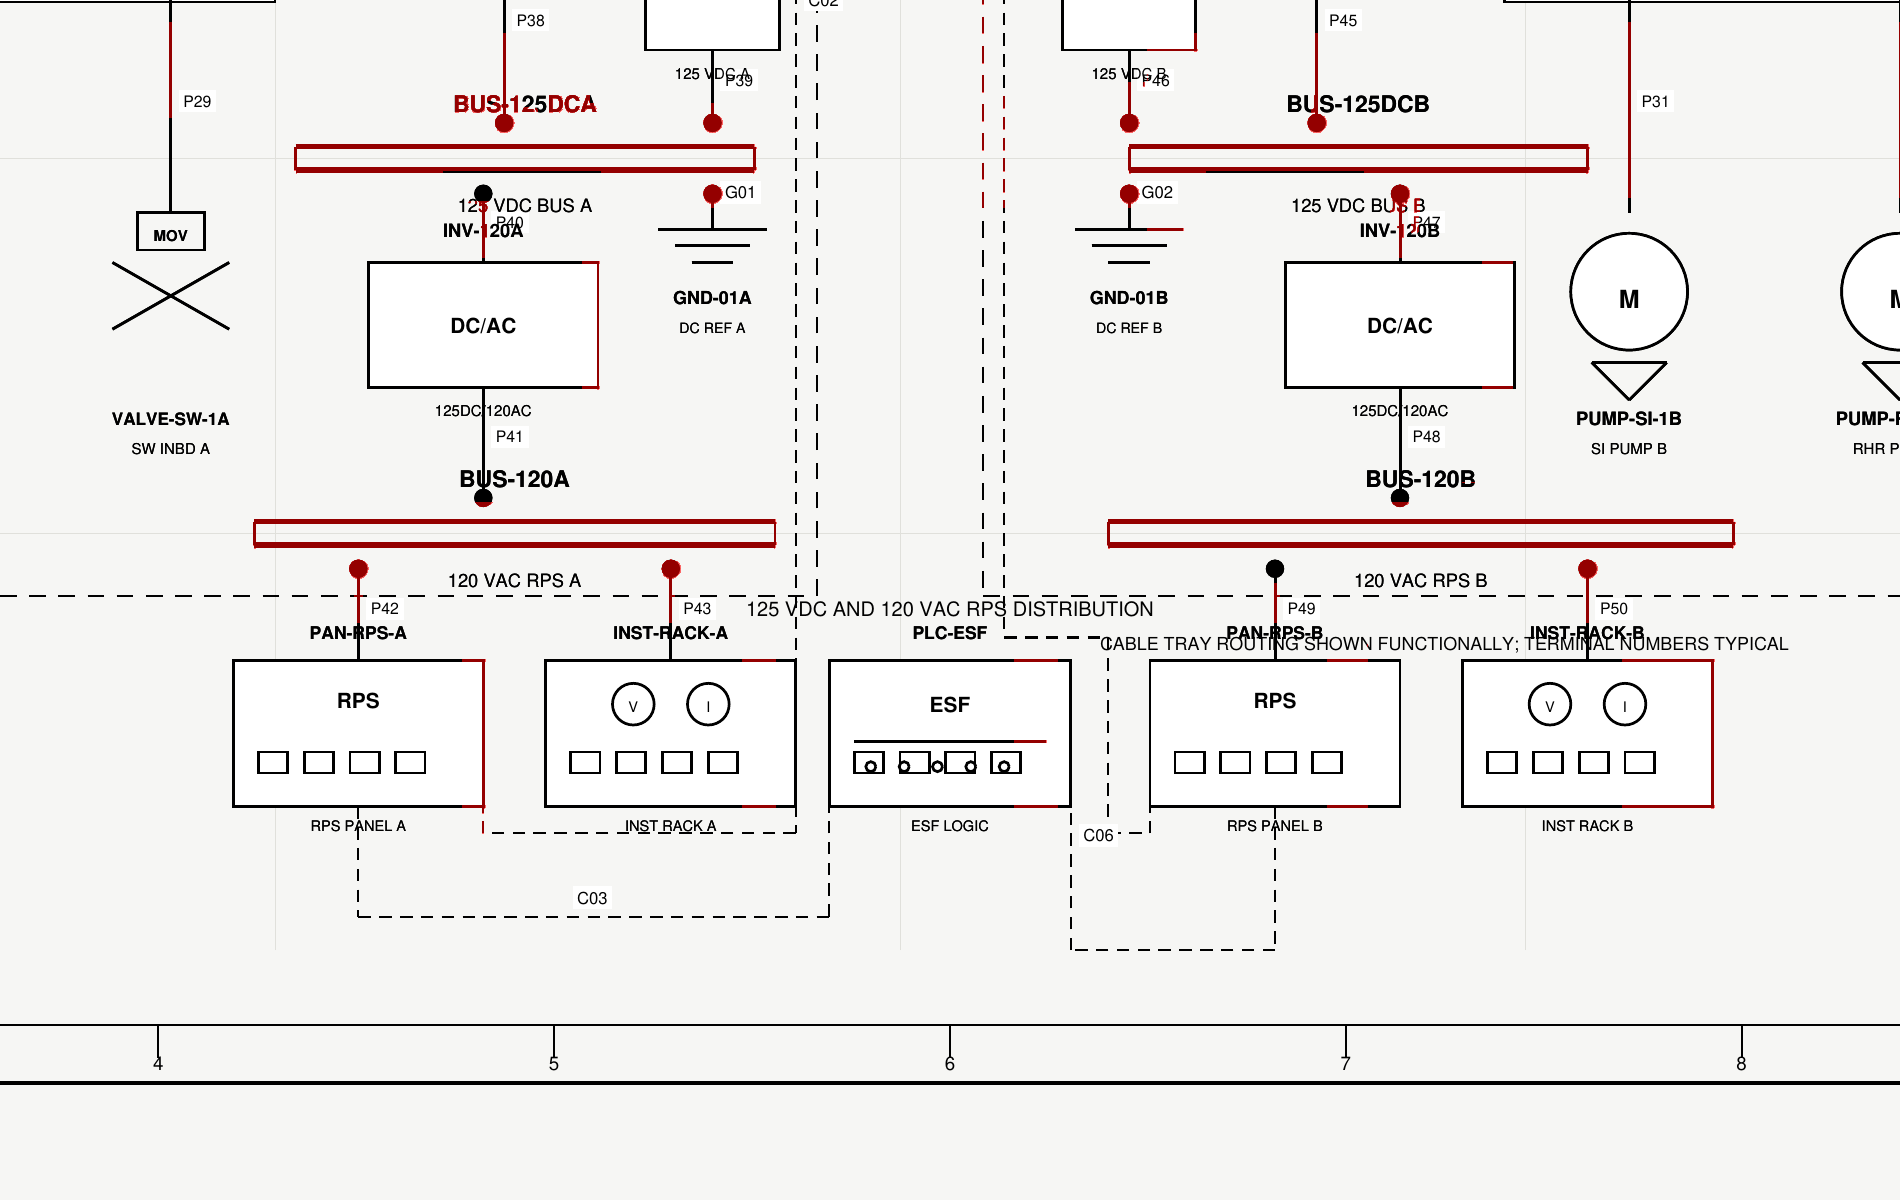 C02
P38
P45
125 VDC A
P39
125 VDC B
P46
P29
BUS-125DCA
BUS-125DCB
P31
G01
G02
125 VDC BUS A
125 VDC BUS B
P40
P47
MOV
INV-120A
INV-120B
GND-01A
GND-01B
M
DC/AC
DC REF A
DC REF B
DC/AC
125DC/120AC
125DC/120AC
VALVE-SW-1A
PUMP-SI-1B
P41
P48
SW INBD A
SI PUMP B
RHR P
BUS-120A
BUS-120B
120 VAC RPS A
120 VAC RPS B
P42
P43
125 VDC AND 120 VAC RPS DISTRIBUTION
P49
P50
PAN-RPS-A
INST-RACK-A
PLC-ESF
PAN-RPS-B
INST-RACK-B
CABLE TRAY ROUTING SHOWN FUNCTIONALLY; TERMINAL NUMBERS TYPICAL
RPS
V
I
ESF
RPS
V
I
RPS PANEL A
INST RACK A
ESF LOGIC
C06
RPS PANEL B
INST RACK B
C03
4
5
6
7
8